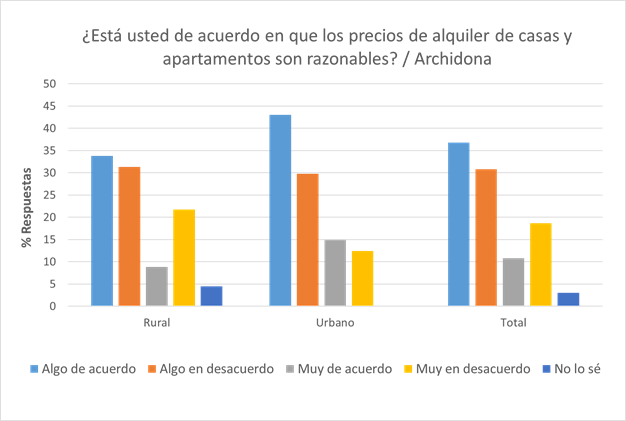 ¿Está usted de acuerdo en que los precios de alquiler de casas y
apartamentos son razonables? / Archidona
50
45
40
35
30
25
20
15
10
5
0
% Respuestas
Rural Urbano Total
Algo de acuerdo Algo en desacuerdo Muy de acuerdo Muy en desacuerdo No lo sé